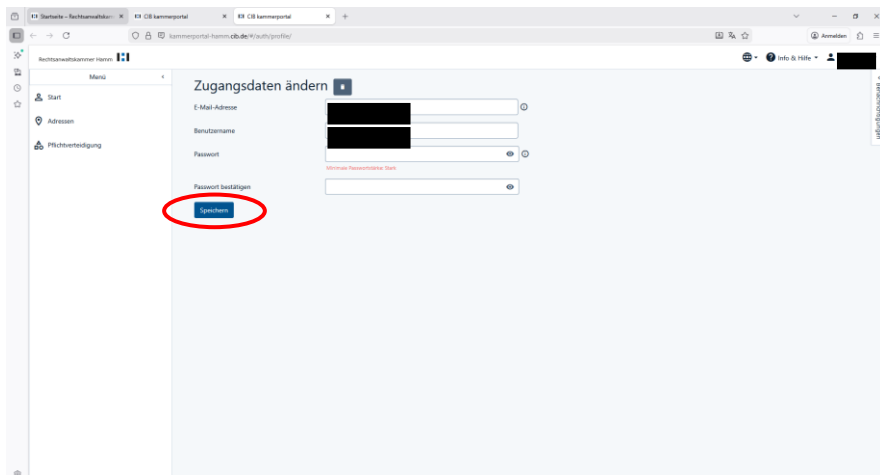 Startseite – Rechtsanwaltskam
CIB kammerportal
CIB kammerportal
kammerportal-hamm.cib.de/#/auth/profile/
Anmelden
Rechtsanwaltskammer Hamm
Info & Hilfe
Menü
Start
Adressen
Pflichtverteidigung
Zugangsdaten ändern
E-Mail-Adresse
Benutzername
Passwort
Minimale Passwortstärke: Stark
Passwort bestätigen
Speichern
Benachrichtigungen